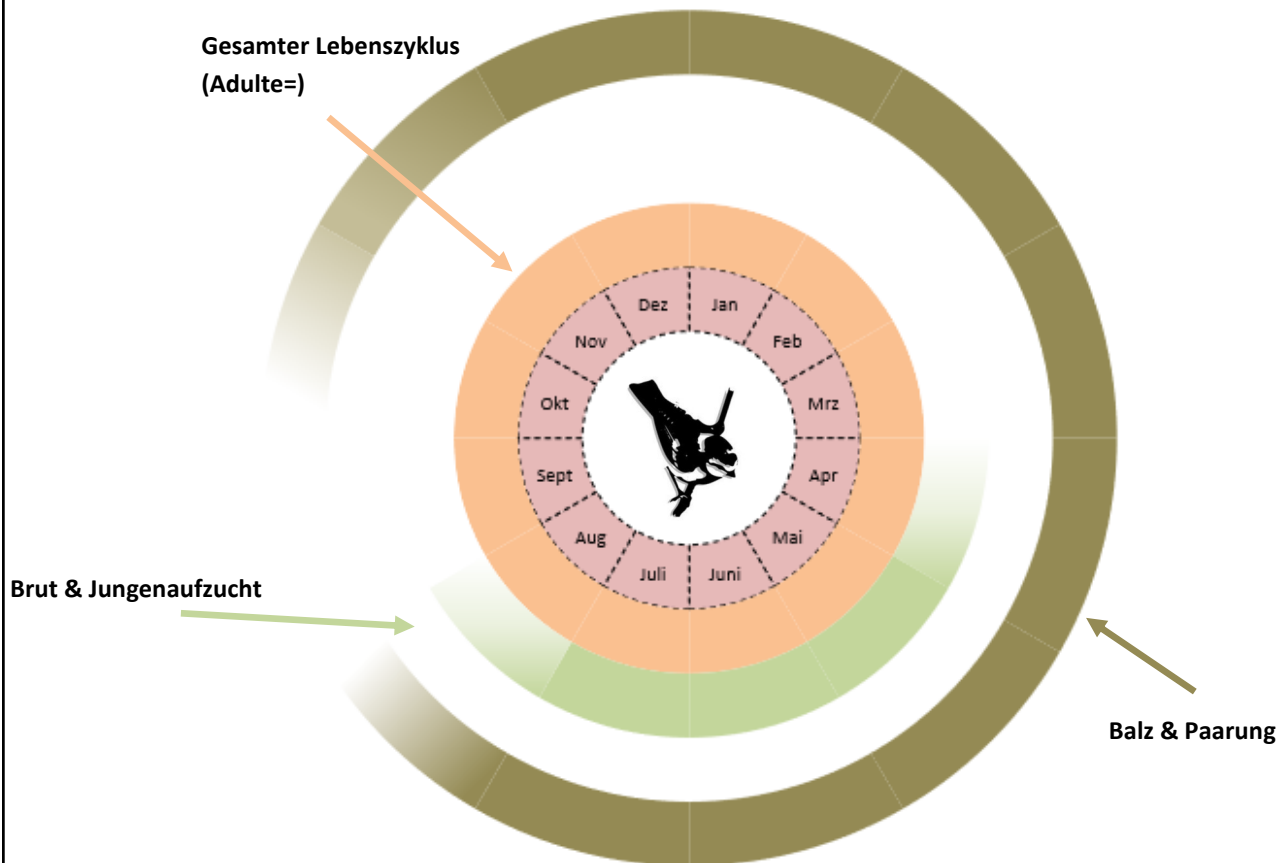 Gesamter Lebenszyklus
(Adulte=)
Dez
Jan
Nov
Feb
Okt
Mrz
Sept
Apr
Aug
Mai
Juli
Juni
Brut & Jungenaufzucht
Balz & Paarung